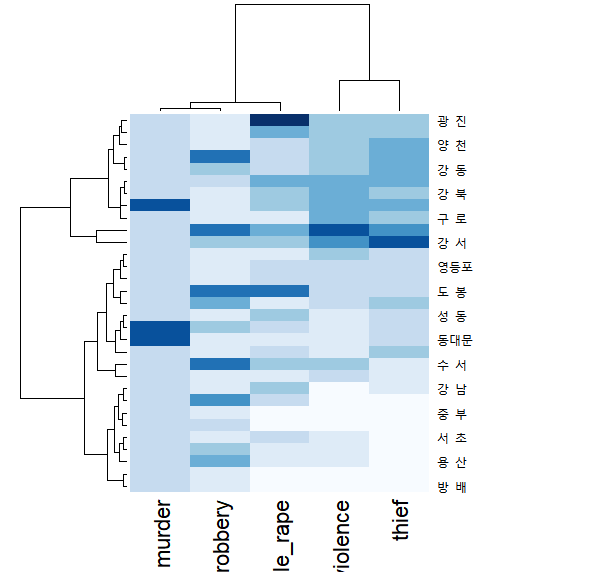 광 진
양 천
강 동
강 북
구 로
강 서
영등포
도 봉
성 동
동대문
수 서
강 남
중 부
서 초
용 산
방 배
murder
robbery
le_rape
violence
thief